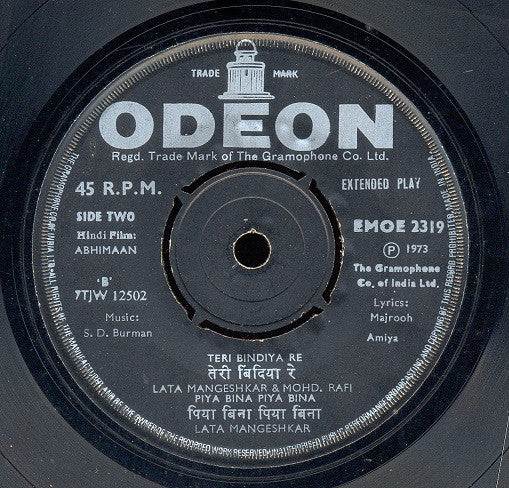 TRADE MARK
ODEON
Regd. Trade Mark of The Gramophone Co. Ltd.
45 R.P.M.
EXTENDED PLAY
SIDE TWO
EMOE 2319
Hindi Film:
ABHIMAAN
Ⓟ 1973
The Gramophone
Co. of India Ltd.
'B'
7TJW 12502
Lyrics:
Majrooh
Music:
S. D. Burman
Amiya
TERI BINDIYA RE
तेरी बिंदिया रे
LATA MANGESHKAR & MOHD. RAFI
PIYA BINA PIYA BINA
पिया बिना पिया बिना
LATA MANGESHKAR